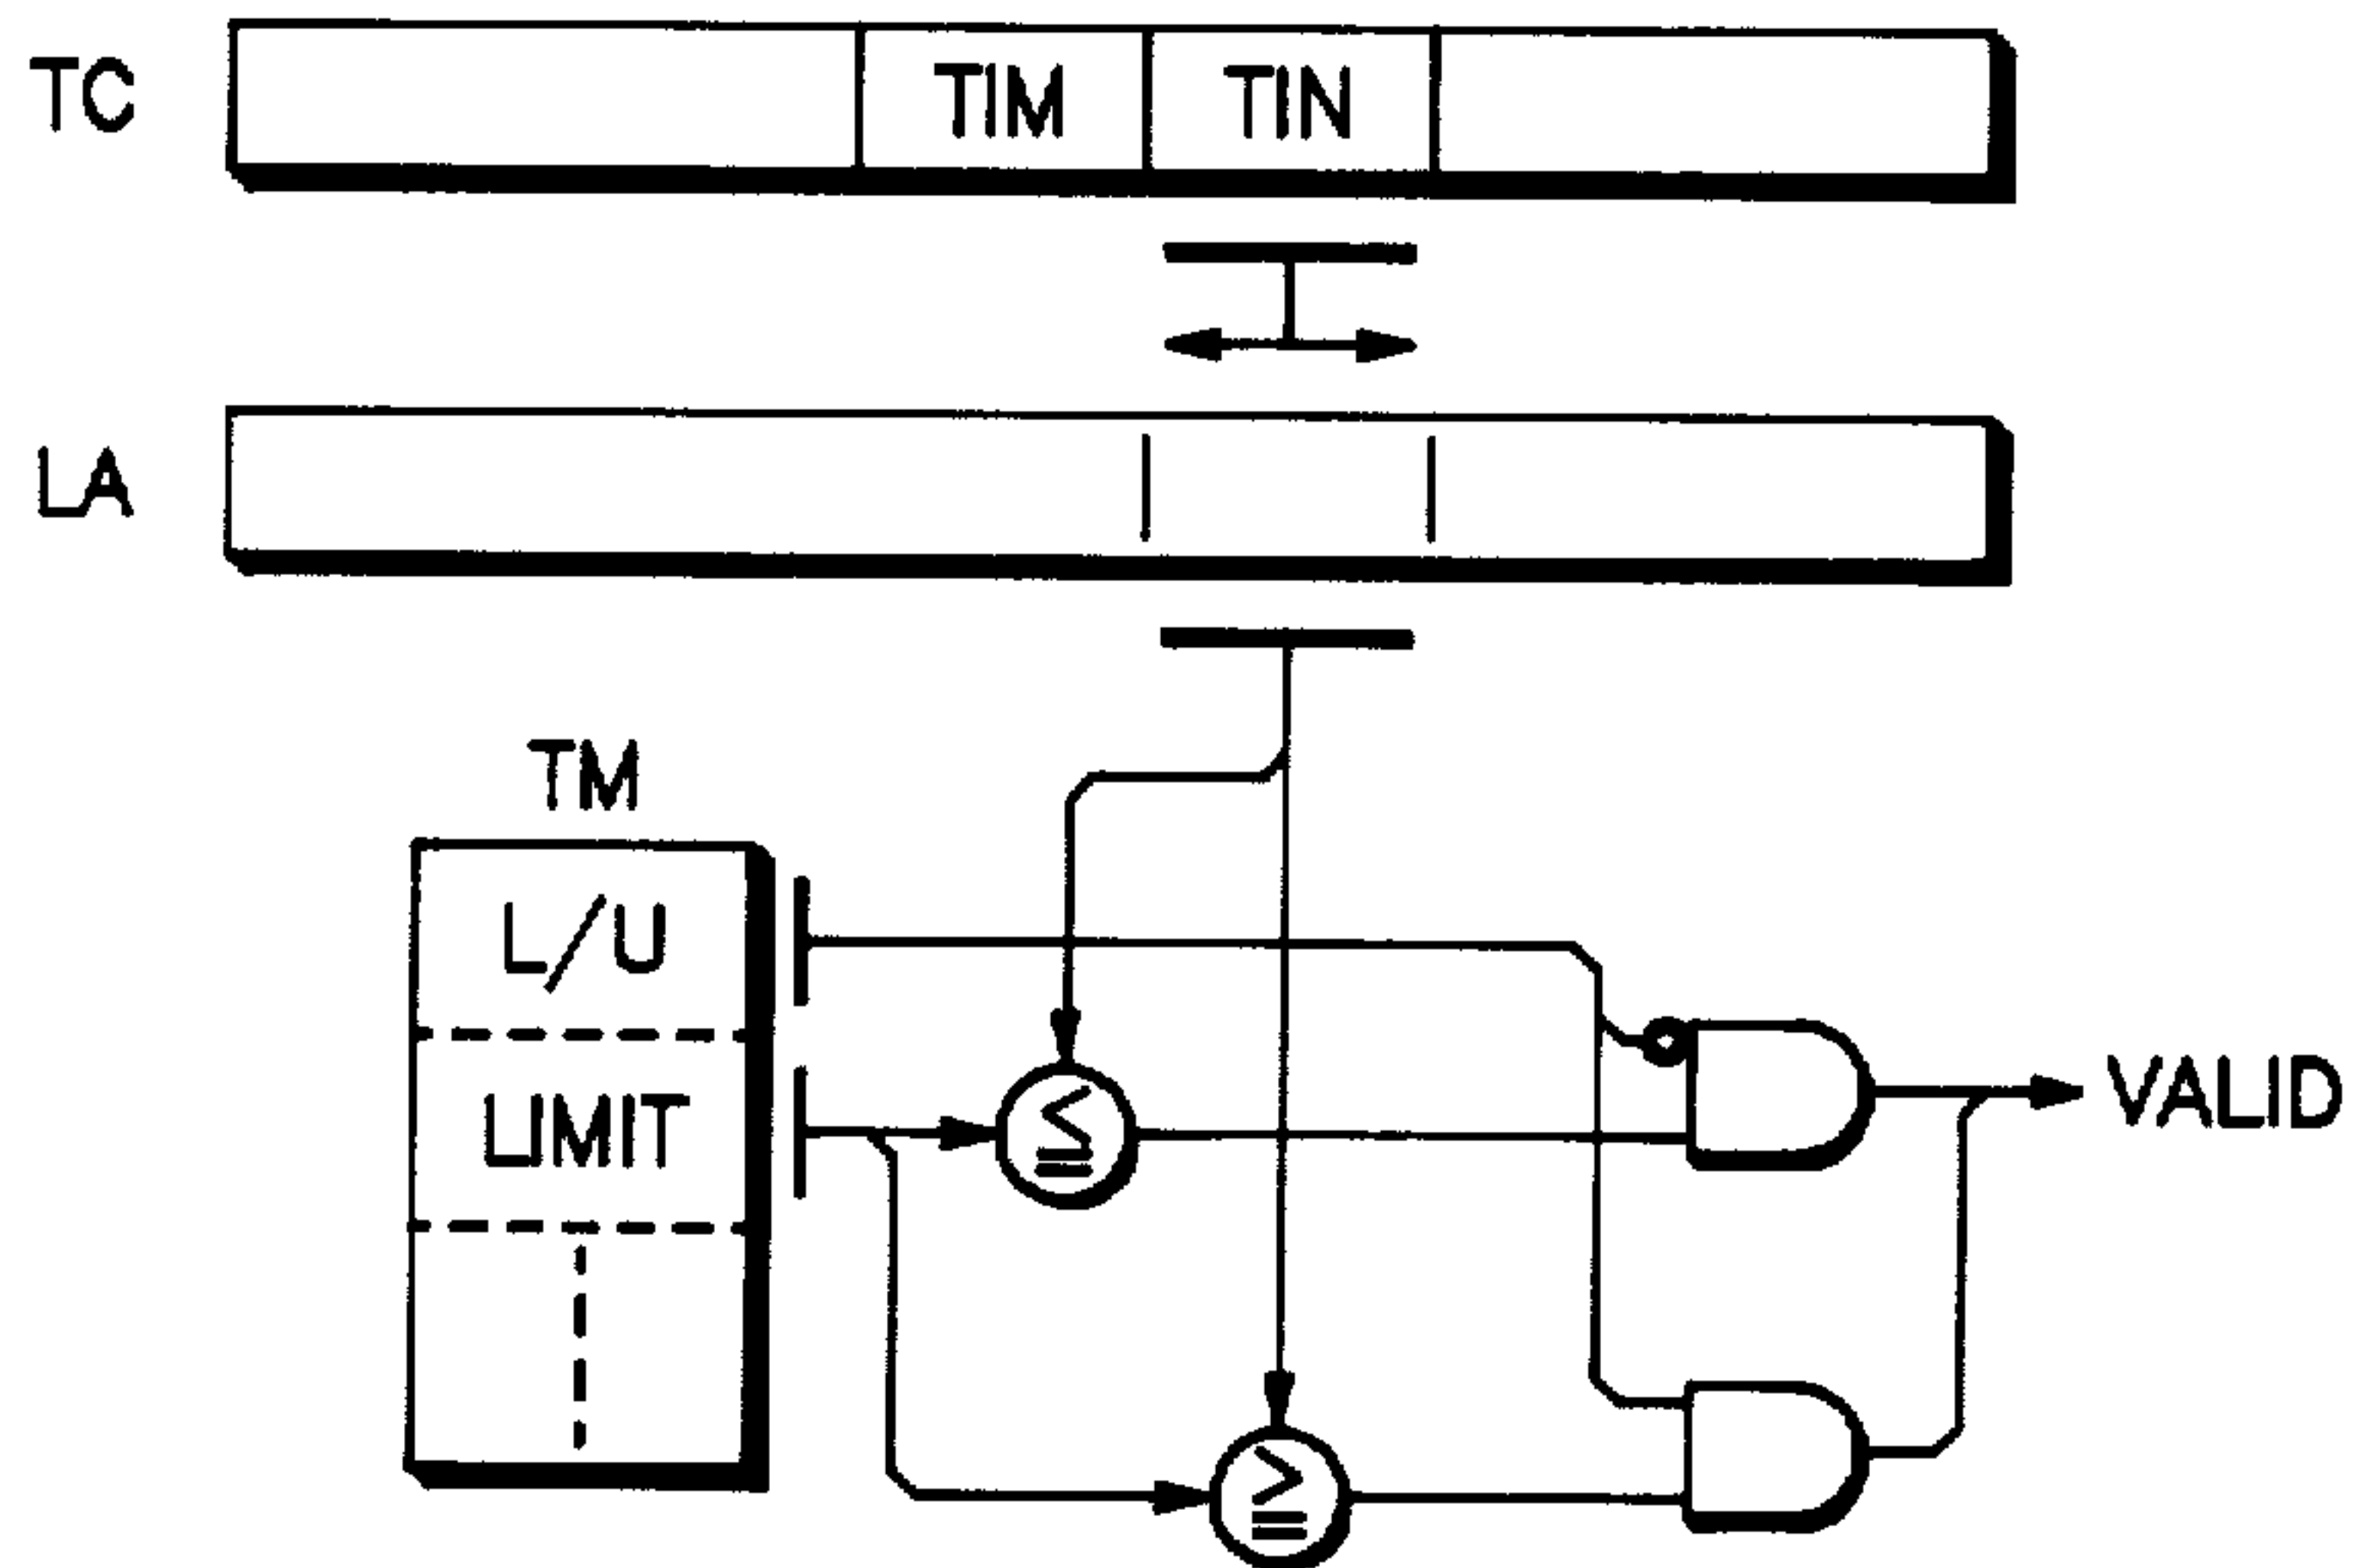 TC TIM TIN
LA
TM
L/U
LIMIT
≦
VALID
≧